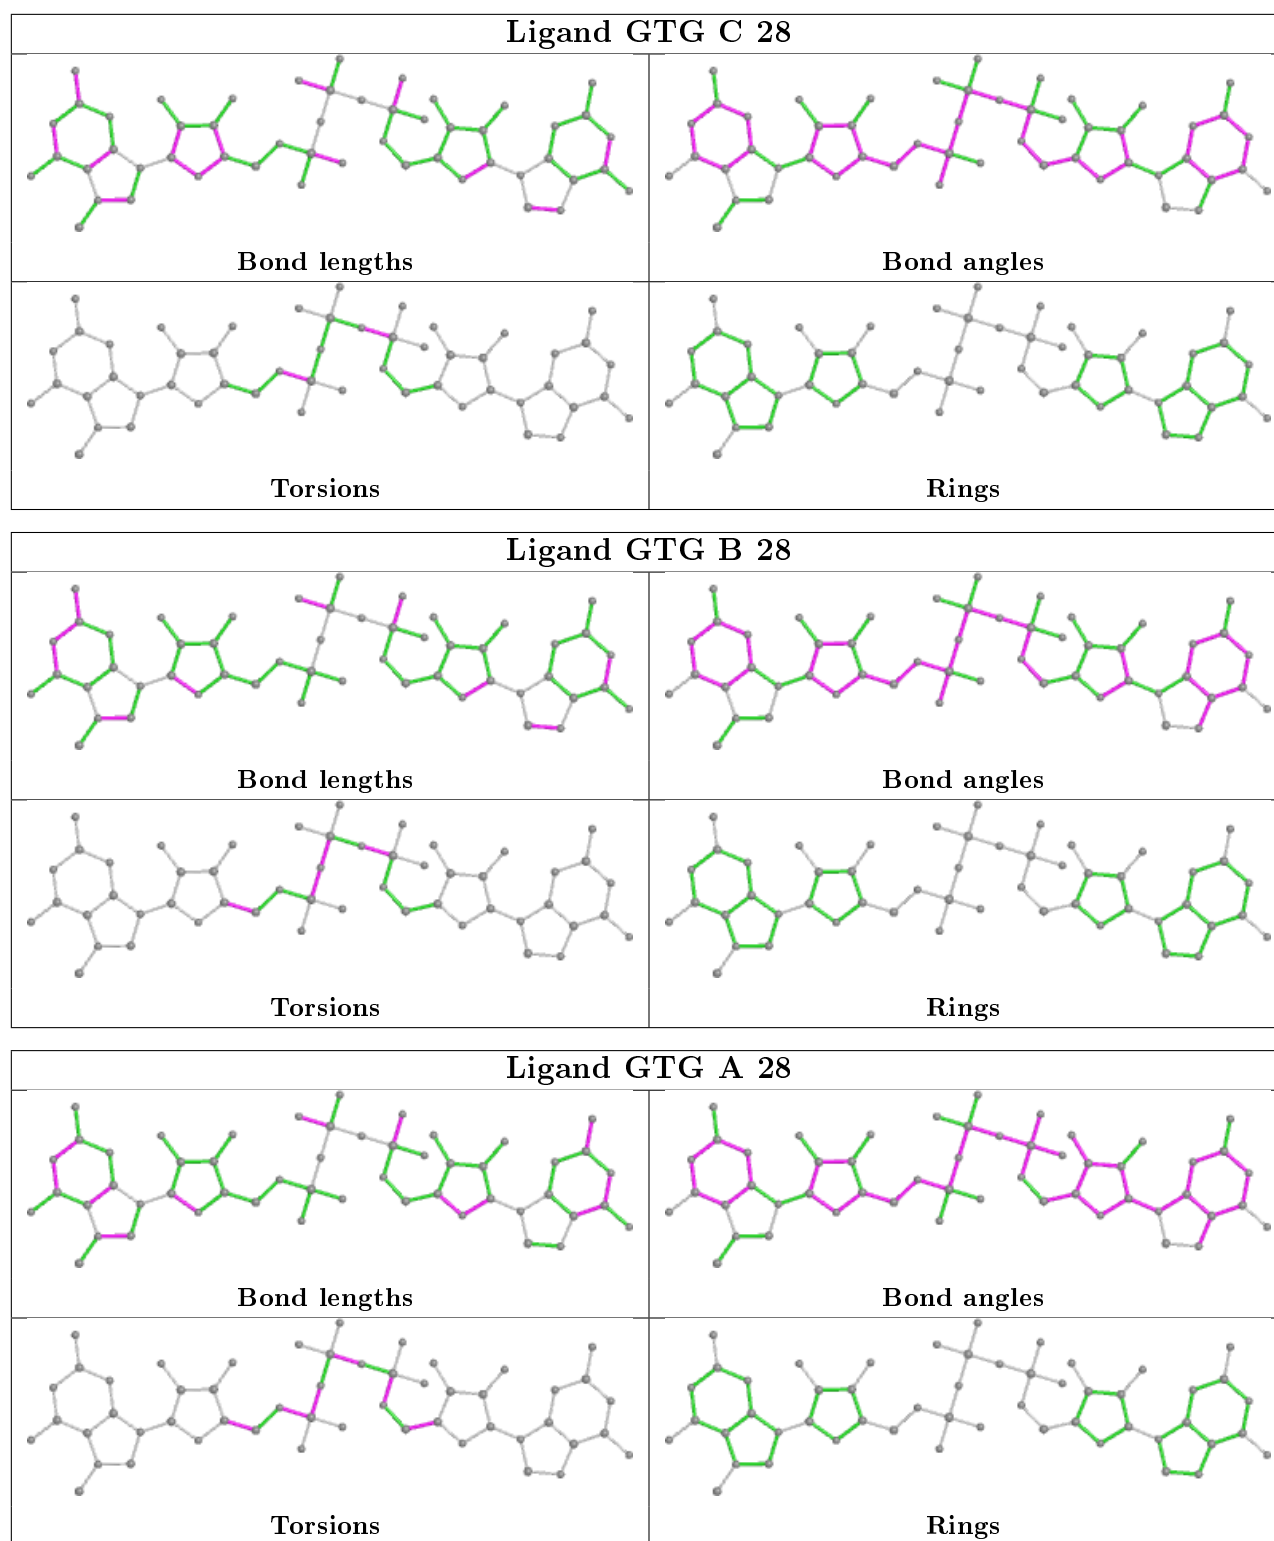 Ligand GTG C 28
Bond lengths
Bond angles
Torsions
Rings
Ligand GTG B 28
Bond lengths
Bond angles
Torsions
Rings
Ligand GTG A 28
Bond lengths
Bond angles
Torsions
Rings